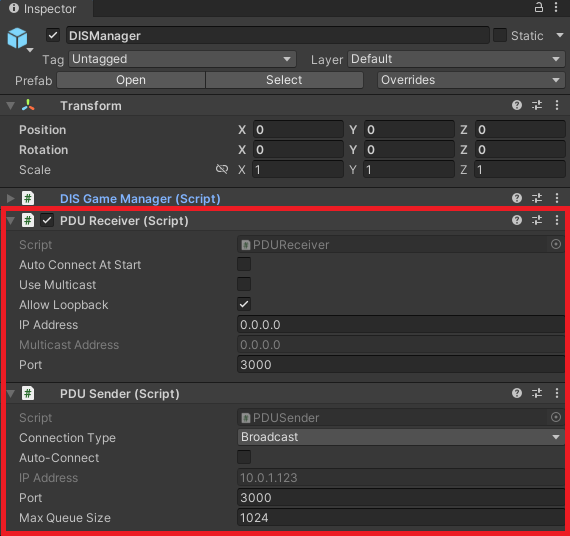 Inspector
DISManager Static
Tag Untagged Layer Default
Prefab Open Select Overrides
Transform
Position X 0 Y 0 Z 0
Rotation X 0 Y 0 Z 0
Scale X 1 Y 1 Z 1
# DIS Game Manager (Script)
# PDU Receiver (Script)
Script # PDUReceiver
Auto Connect At Start
Use Multicast
Allow Loopback
IP Address 0.0.0.0
Multicast Address 0.0.0.0
Port 3000
# PDU Sender (Script)
Script # PDUSender
Connection Type Broadcast
Auto-Connect
IP Address 10.0.1.123
Port 3000
Max Queue Size 1024